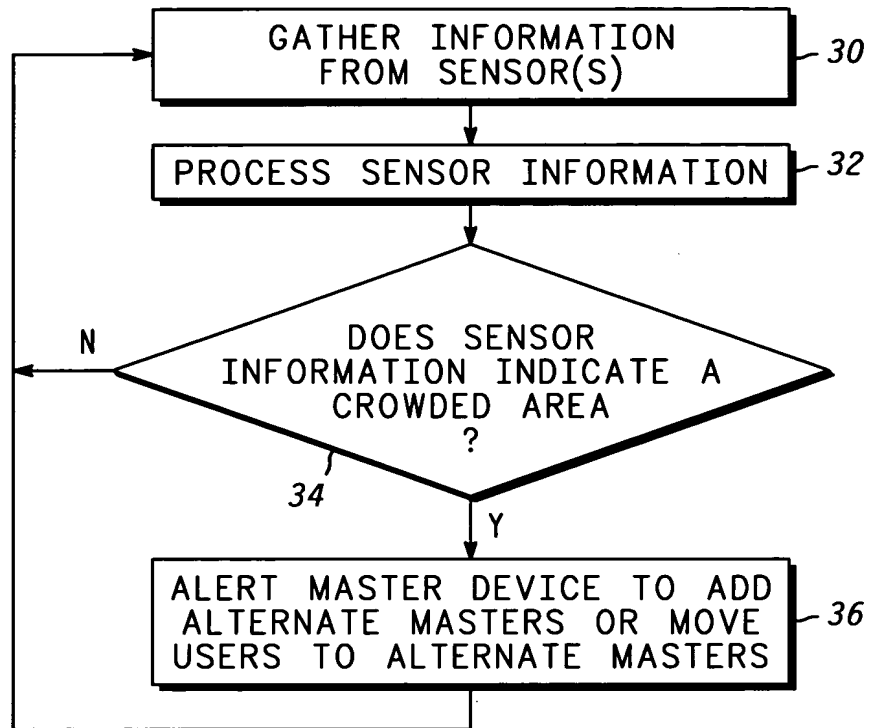 GATHER INFORMATION
FROM SENSOR(S)
30
PROCESS SENSOR INFORMATION
32
N
DOES SENSOR
INFORMATION INDICATE A
CROWDED AREA
?
34
Y
ALERT MASTER DEVICE TO ADD
ALTERNATE MASTERS OR MOVE
USERS TO ALTERNATE MASTERS
36